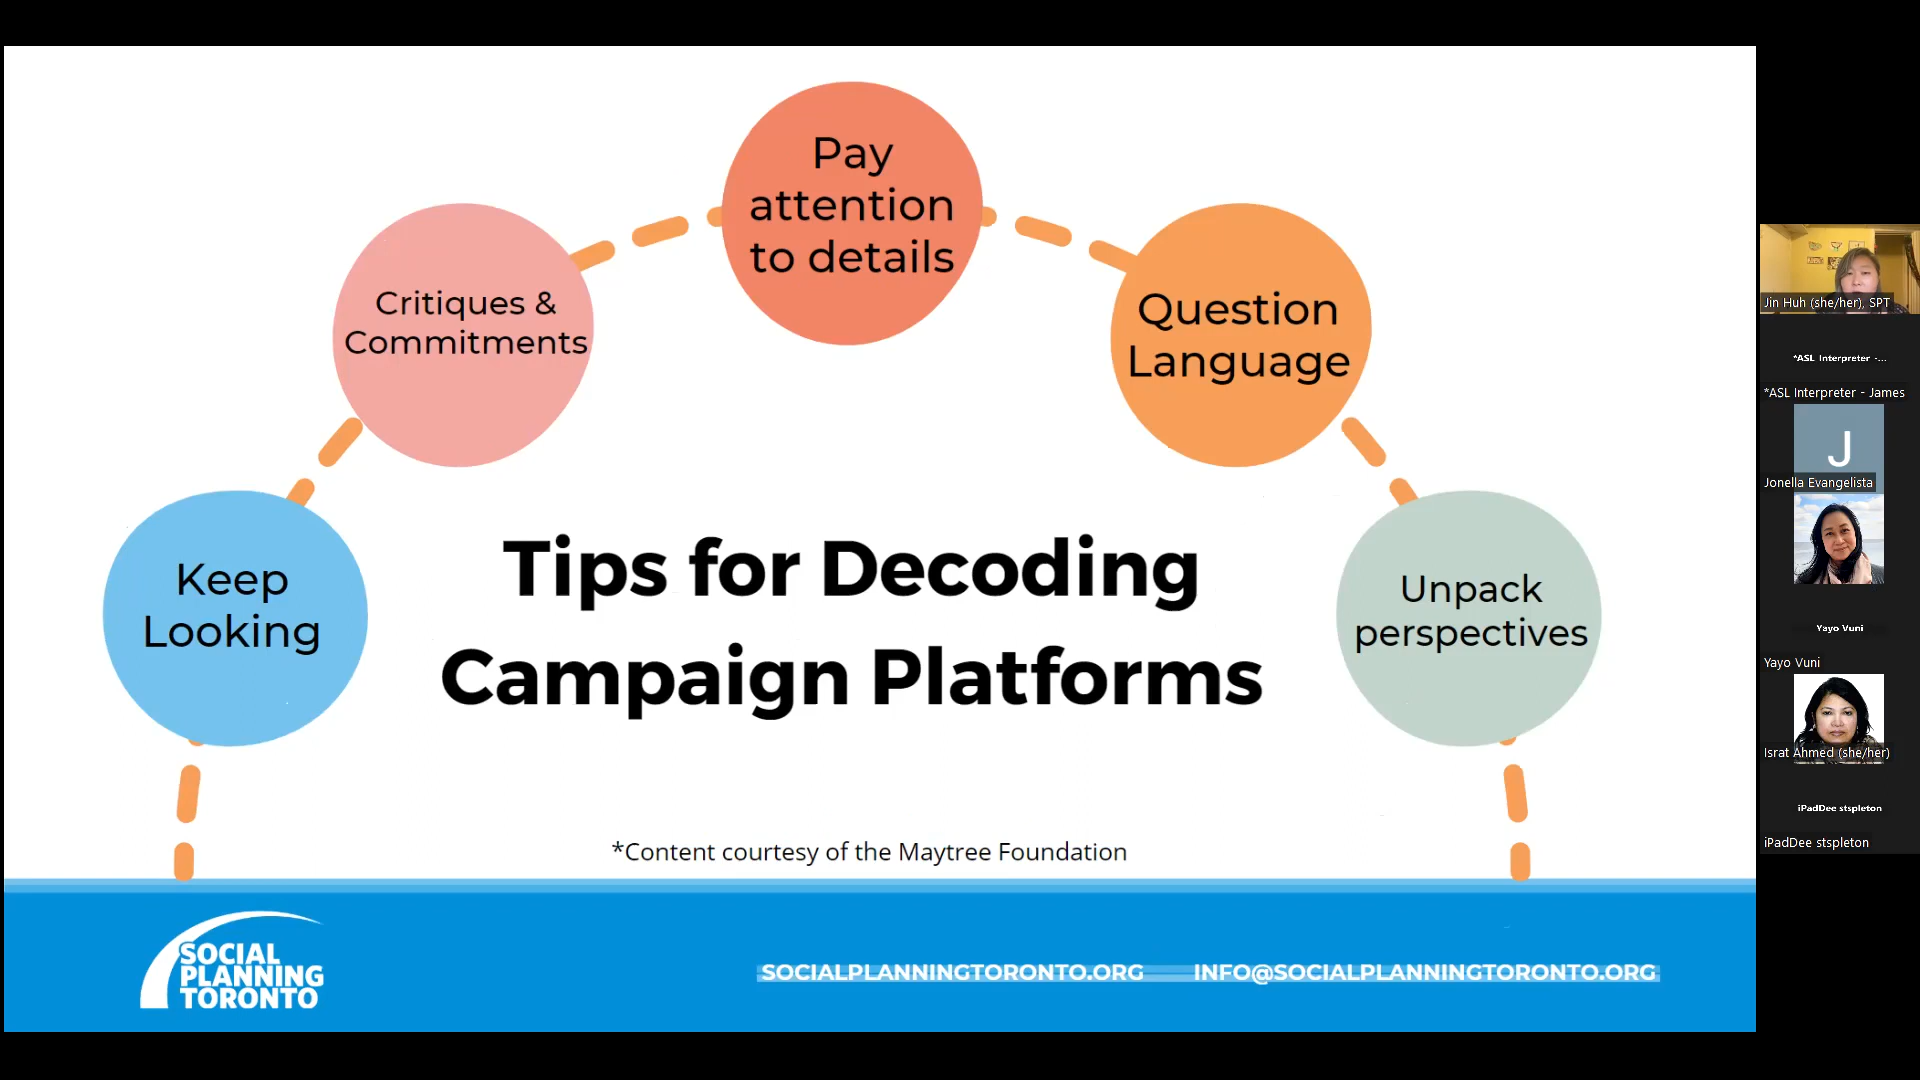 Pay
attention
to details
Critiques &
Commitments
Question
Language
Keep
Looking
Unpack
perspectives
Tips for Decoding
Campaign Platforms
*Content courtesy of the Maytree Foundation
SOCIAL
PLANNING
TORONTO
SOCIALPLANNINGTORONTO.ORG
INFO@SOCIALPLANNINGTORONTO.ORG
Jin Huh (she/her), SPT
*ASL Interpreter -...
*ASL Interpreter - James
J
Jonella Evangelista
Yayo Vuni
Yayo Vuni
Israt Ahmed (she/her)
iPadDee stspleton
iPadDee stspleton